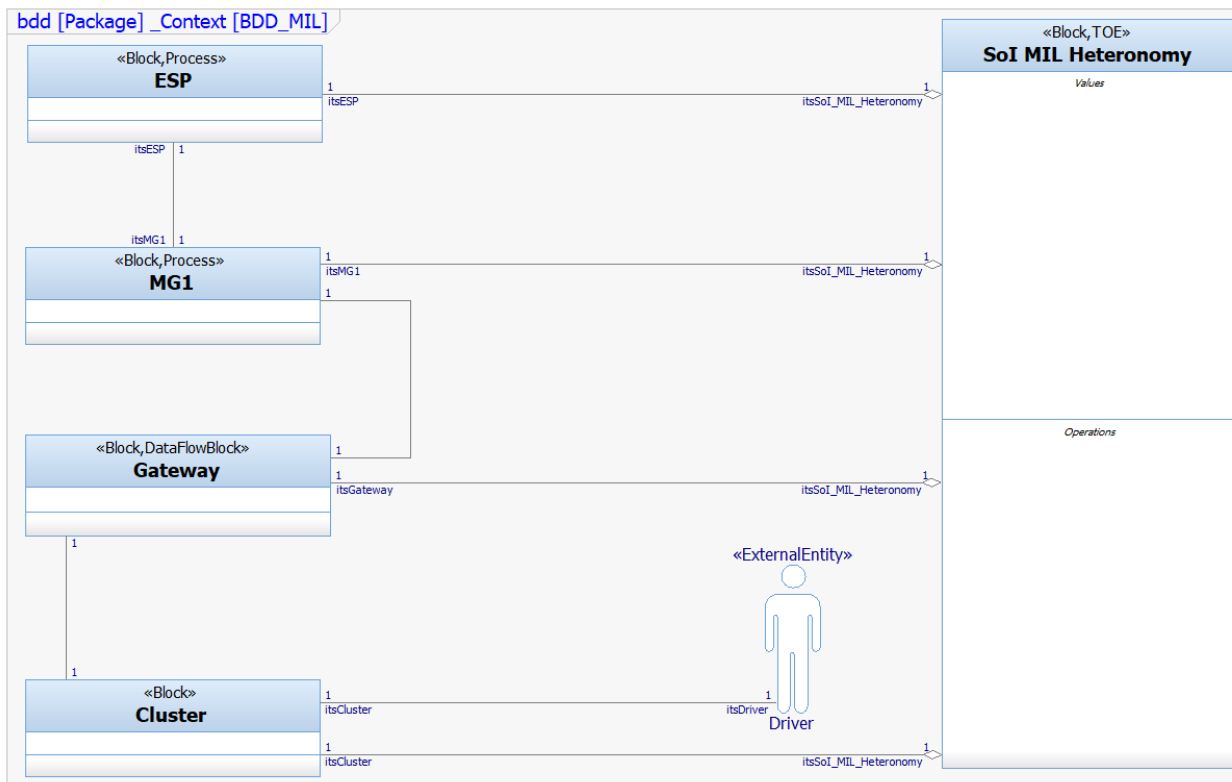 bdd [Package] _Context [BDD_MIL]
«Block,Process»
ESP
1
itsESP
1
itsSoI_MIL_Heteronomy
«Block,TOE»
SoI MIL Heteronomy
Values
Operations
itsESP 1
itsMG1 1
«Block,Process»
MG1
1
itsMG1
1
itsSoI_MIL_Heteronomy
1
1
«Block,DataFlowBlock»
Gateway
1
itsGateway
1
itsSoI_MIL_Heteronomy
1
1
«ExternalEntity»
Driver
«Block»
Cluster
1
itsCluster
1
itsDriver
1
itsCluster
1
itsSoI_MIL_Heteronomy